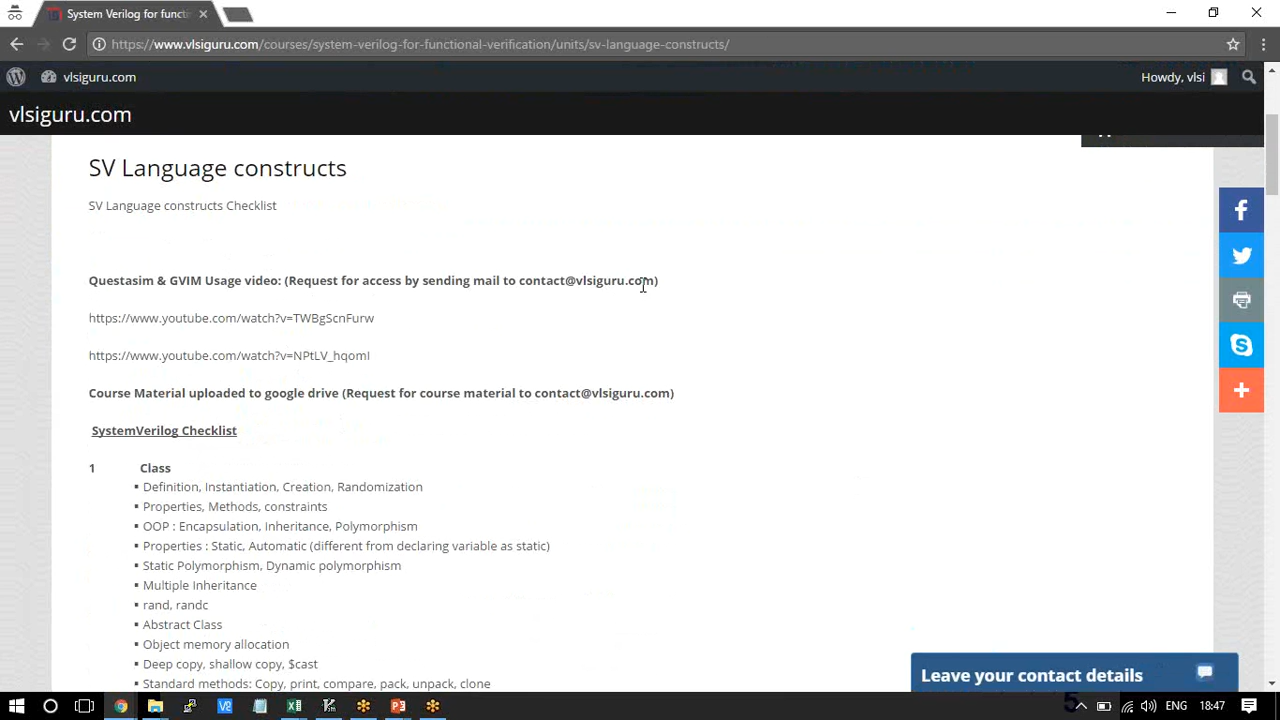 System Verilog for functi
https://www.vlsiguru.com/courses/system-verilog-for-functional-verification/units/sv-language-constructs/
vlsiguru.com
Howdy, vlsi
vlsiguru.com
SV Language constructs
SV Language constructs Checklist
Questasim & GVIM Usage video: (Request for access by sending mail to contact@vlsiguru.com)
https://www.youtube.com/watch?v=TWBgScnFurw
https://www.youtube.com/watch?v=NPtLV_hqomI
Course Material uploaded to google drive (Request for course material to contact@vlsiguru.com)
SystemVerilog Checklist
1 Class
▪ Definition, Instantiation, Creation, Randomization
▪ Properties, Methods, constraints
▪ OOP : Encapsulation, Inheritance, Polymorphism
▪ Properties : Static, Automatic (different from declaring variable as static)
▪ Static Polymorphism, Dynamic polymorphism
▪ Multiple Inheritance
▪ rand, randc
▪ Abstract Class
▪ Object memory allocation
▪ Deep copy, shallow copy, $cast
▪ Standard methods: Copy, print, compare, pack, unpack, clone
Leave your contact details
ENG
18:47